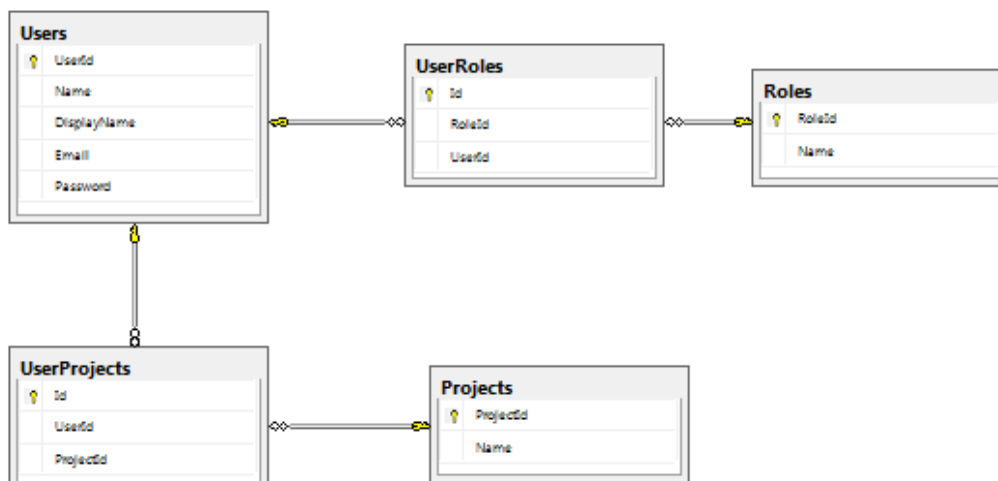 Users
UserId
Name
DisplayName
Email
Password
UserRoles
Id
RoleId
UserId
Roles
RoleId
Name
UserProjects
Id
UserId
ProjectId
Projects
ProjectId
Name